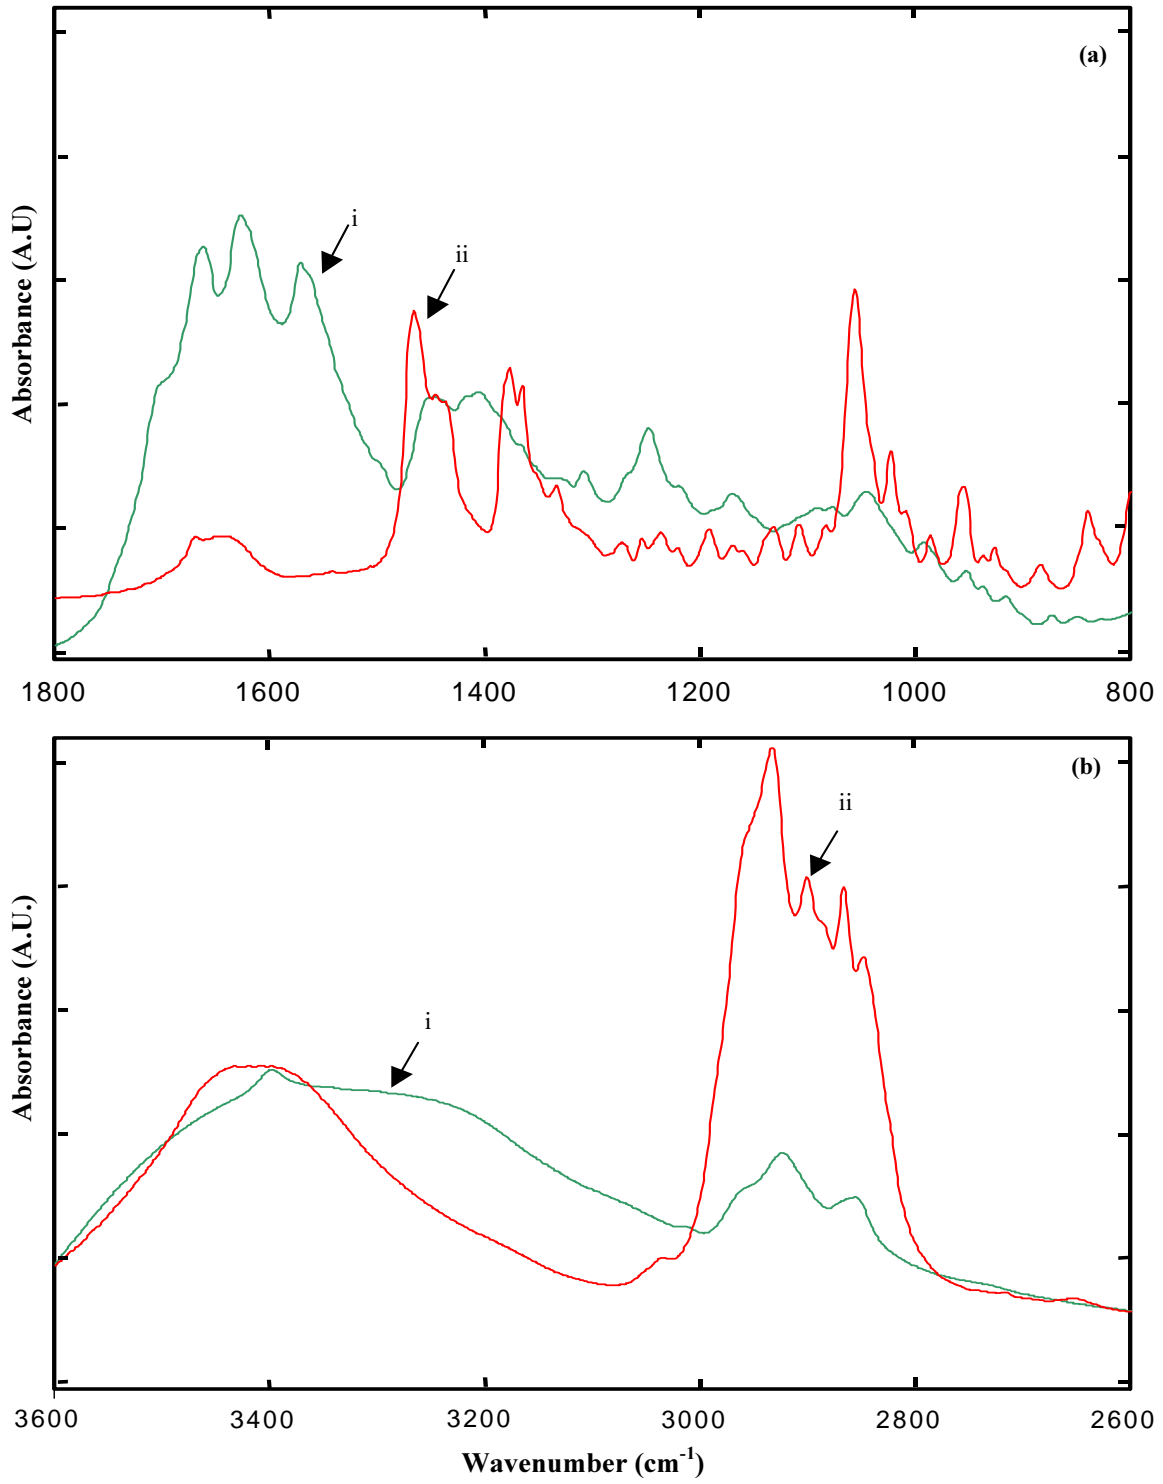 (a)
i
ii
Absorbance (A.U)
1800 1600 1400 1200 1000 800
(b)
ii
i
Absorbance (A.U.)
3600 3400 3200 3000 2800 2600
Wavenumber (cm-1)